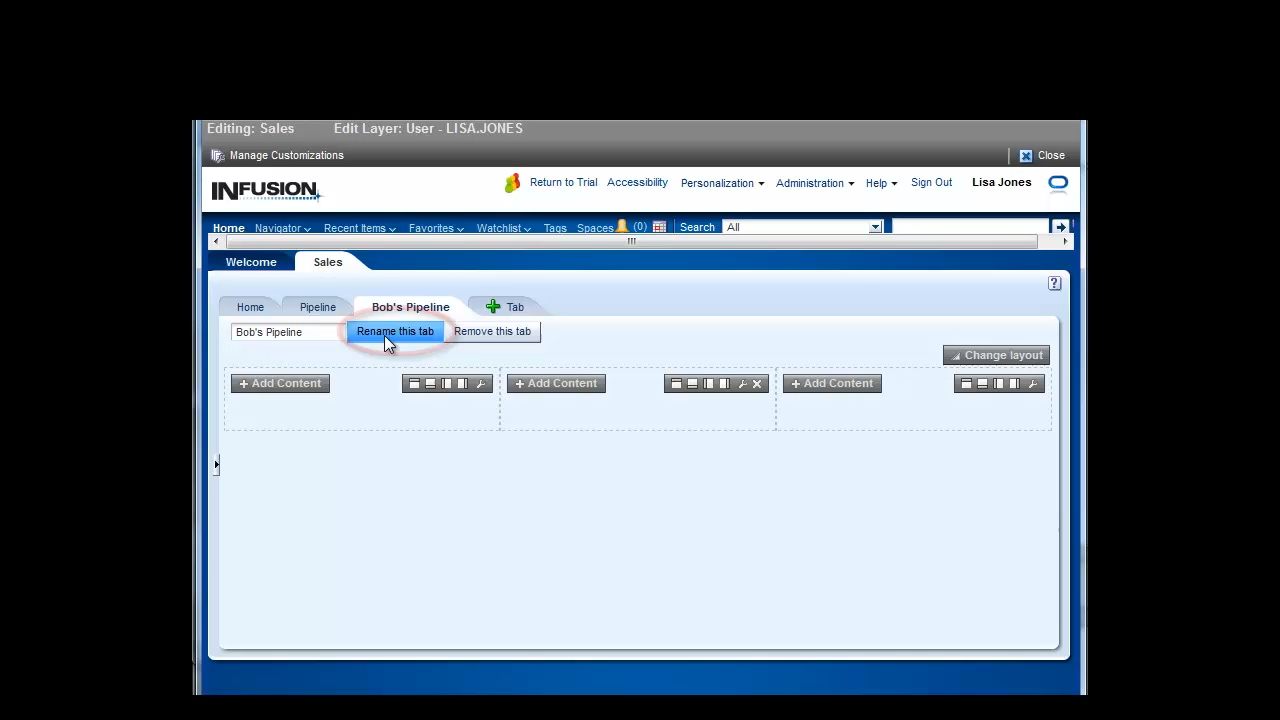 Editing: Sales Edit Layer: User - LISA.JONES
Manage Customizations Close
INFUSION Return to Trial Accessibility Personalization Administration Help Sign Out Lisa Jones
Home Navigator Recent Items Favorites Watchlist Tags Spaces (0) Search All
Welcome Sales
?
Home Pipeline Bob's Pipeline Tab
Bob's Pipeline Rename this tab Remove this tab
Change layout
+ Add Content + Add Content + Add Content